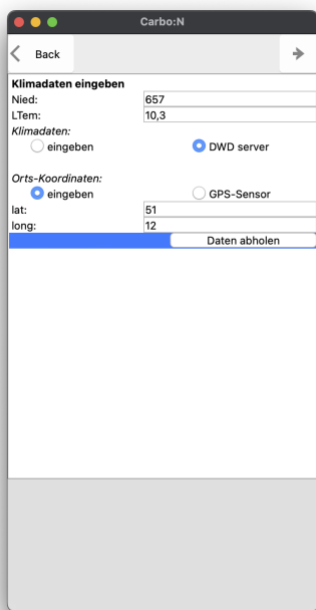 Carbo:N
Back
Klimadaten eingeben
Nied: 657
LTem: 10,3
Klimadaten:
eingeben DWD server
Orts-Koordinaten:
eingeben GPS-Sensor
lat: 51
long: 12
Daten abholen